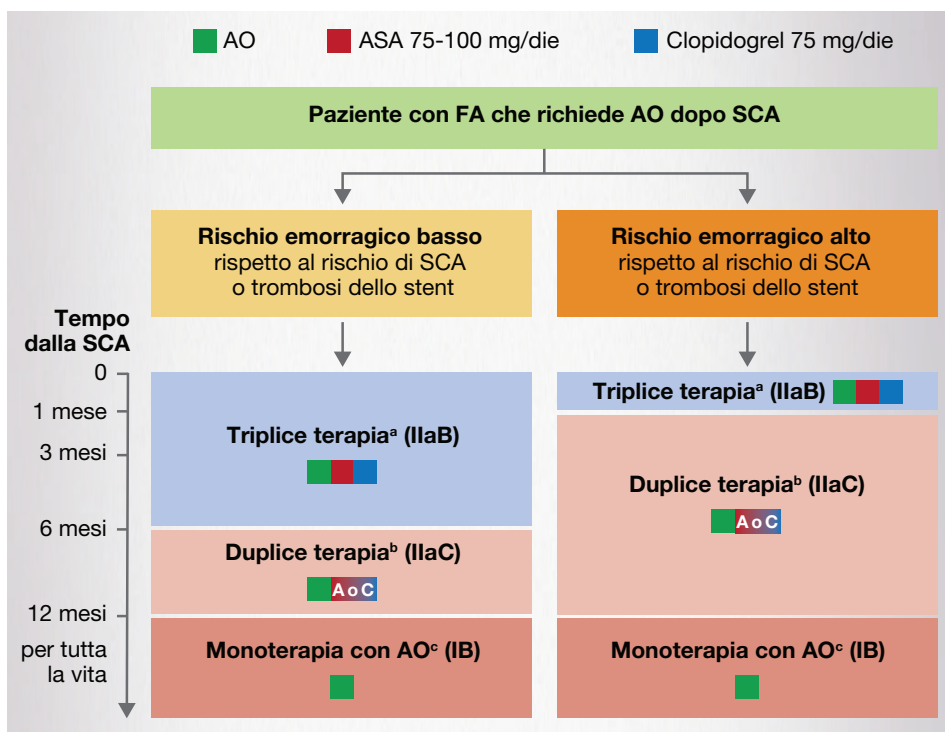 AO ASA 75-100 mg/die Clopidogrel 75 mg/die
Paziente con FA che richiede AO dopo SCA
Rischio emorragico basso
rispetto al rischio di SCA
o trombosi dello stent
Rischio emorragico alto
rispetto al rischio di SCA
o trombosi dello stent
Tempo
dalla SCA
0
1 mese
3 mesi
6 mesi
12 mesi
per tutta
la vita
Triplice terapiaᵃ (IIaB)
Duplice terapiaᵇ (IIaC)
A o C
Monoterapia con AOᶜ (IB)
Triplice terapiaᵃ (IIaB)
Duplice terapiaᵇ (IIaC)
A o C
Monoterapia con AOᶜ (IB)